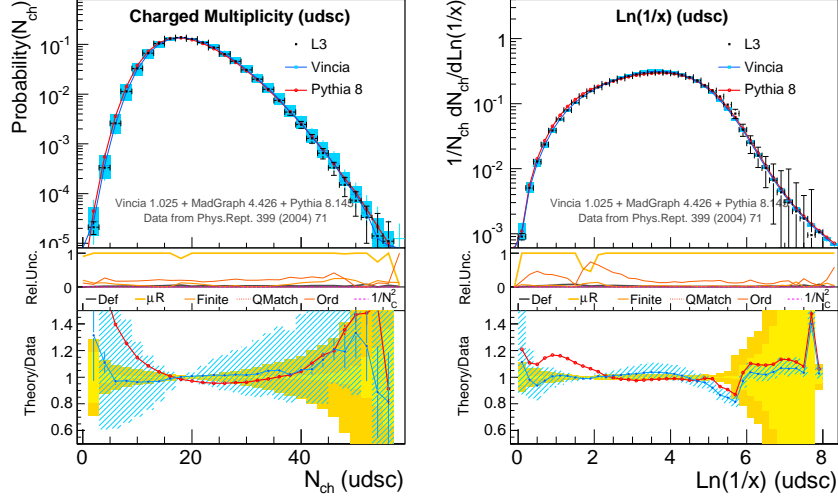 Charged Multiplicity (udsc)
Probability(N_ch)
10^-1
10^-2
10^-3
10^-4
10^-5
L3
Vincia
Pythia 8
Vincia 1.025 + MadGraph 4.426 + Pythia 8.145
Data from Phys.Rept. 399 (2004) 71
Rel.Unc.
1
0
Def μR Finite QMatch Ord 1/N_C^2
Theory/Data
1.4
1.2
1.0
0.8
0.6
0 20 40
N_ch (udsc)
Ln(1/x) (udsc)
1/N_ch dN_ch/dLn(1/x)
1
10^-1
10^-2
10^-3
L3
Vincia
Pythia 8
Vincia 1.025 + MadGraph 4.426 + Pythia 8.145
Data from Phys.Rept. 399 (2004) 71
Rel.Unc.
1
0
Def μR Finite QMatch Ord 1/N_C^2
Theory/Data
1.4
1.2
1.0
0.8
0.6
0 2 4 6 8
Ln(1/x) (udsc)